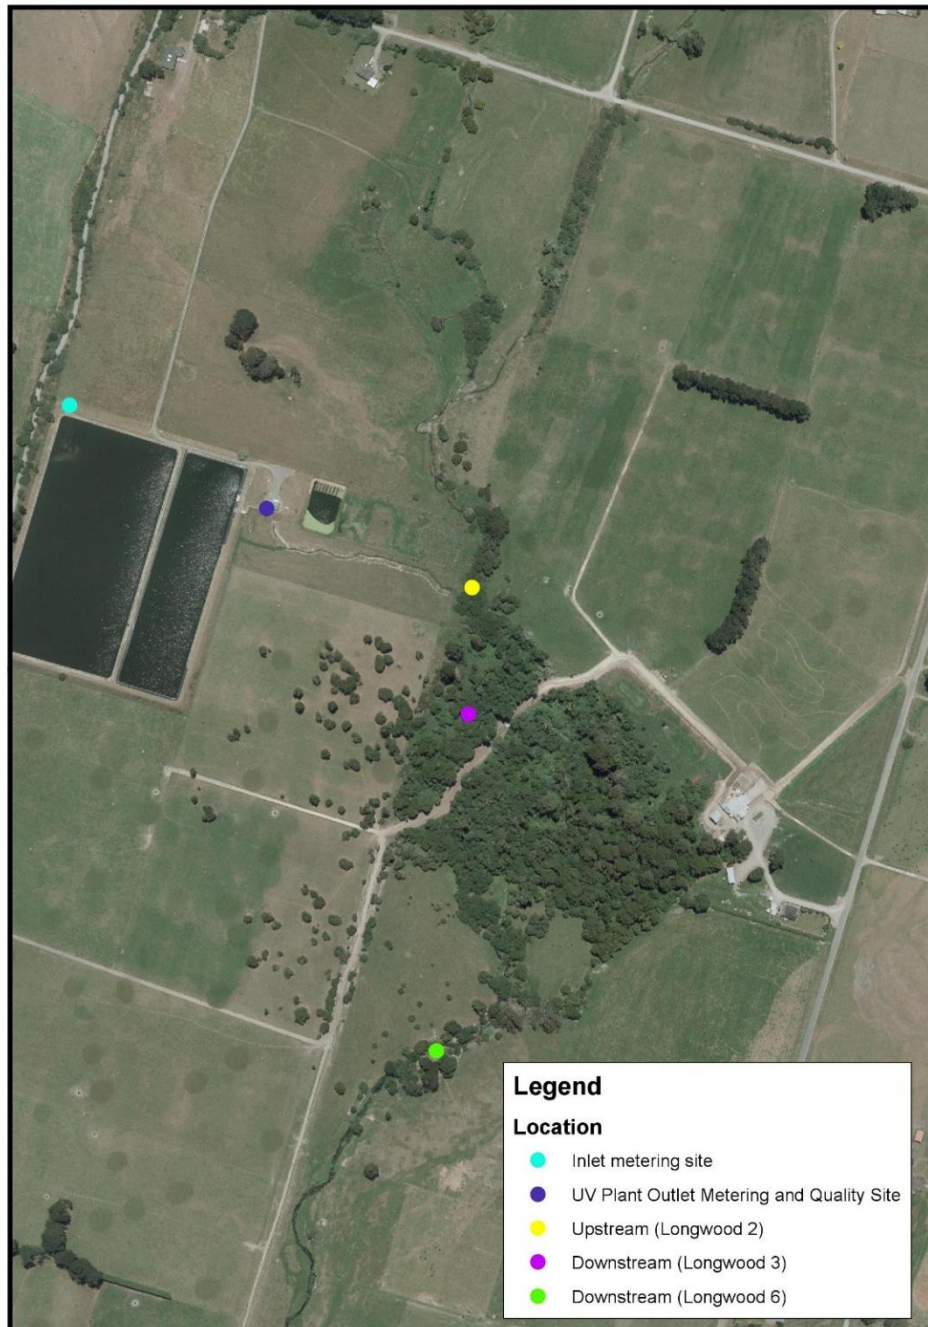 Legend
Location
Inlet metering site
UV Plant Outlet Metering and Quality Site
Upstream (Longwood 2)
Downstream (Longwood 3)
Downstream (Longwood 6)